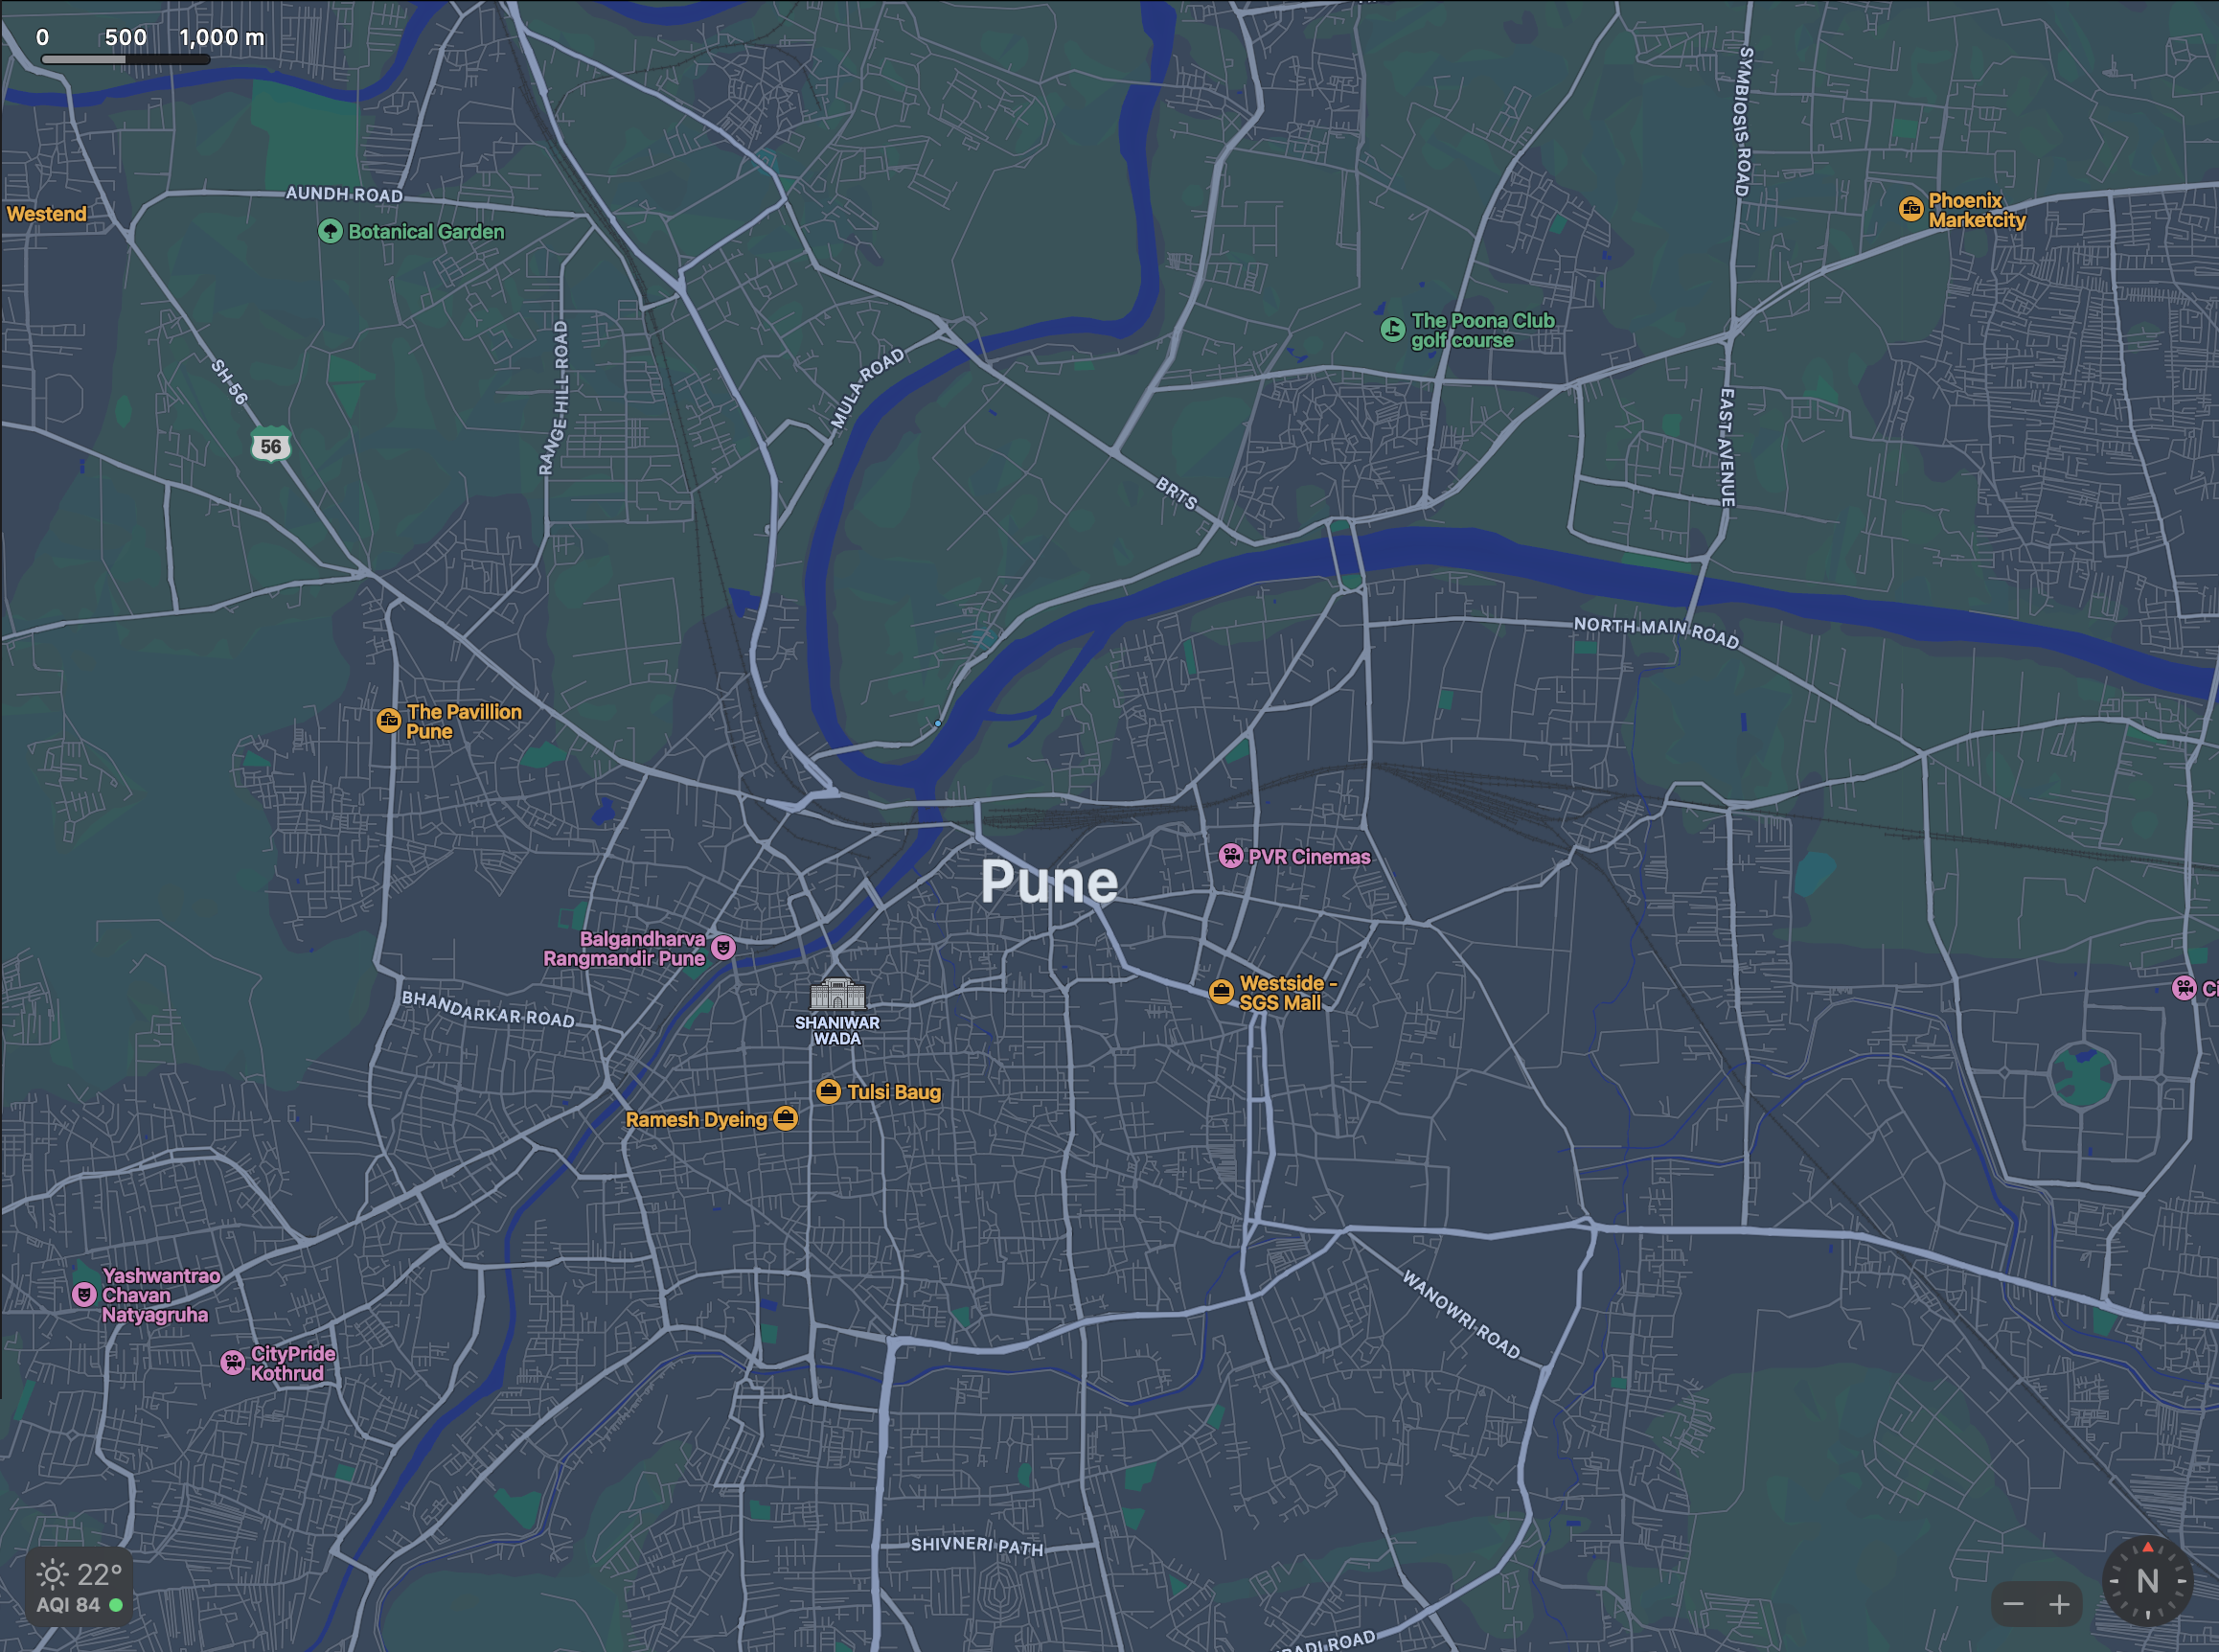 0 500 1,000 m
SYMBIOSIS ROAD
AUNDH ROAD
Westend
Botanical Garden
Phoenix
Marketcity
The Poona Club
golf course
SH 56
56
RANGE HILL ROAD
MULA ROAD
EAST AVENUE
BRTS
NORTH MAIN ROAD
The Pavillion
Pune
PVR Cinemas
Pune
Balgandharva
Rangmandir Pune
Westside -
SGS Mall
Ci
BHANDARKAR ROAD
SHANIWAR
WADA
Tulsi Baug
Ramesh Dyeing
Yashwantrao
Chavan
Natyagruha
WANOWRI ROAD
CityPride
Kothrud
SHIVNERI PATH
22°
AQI 84
N
− +
ADI ROAD